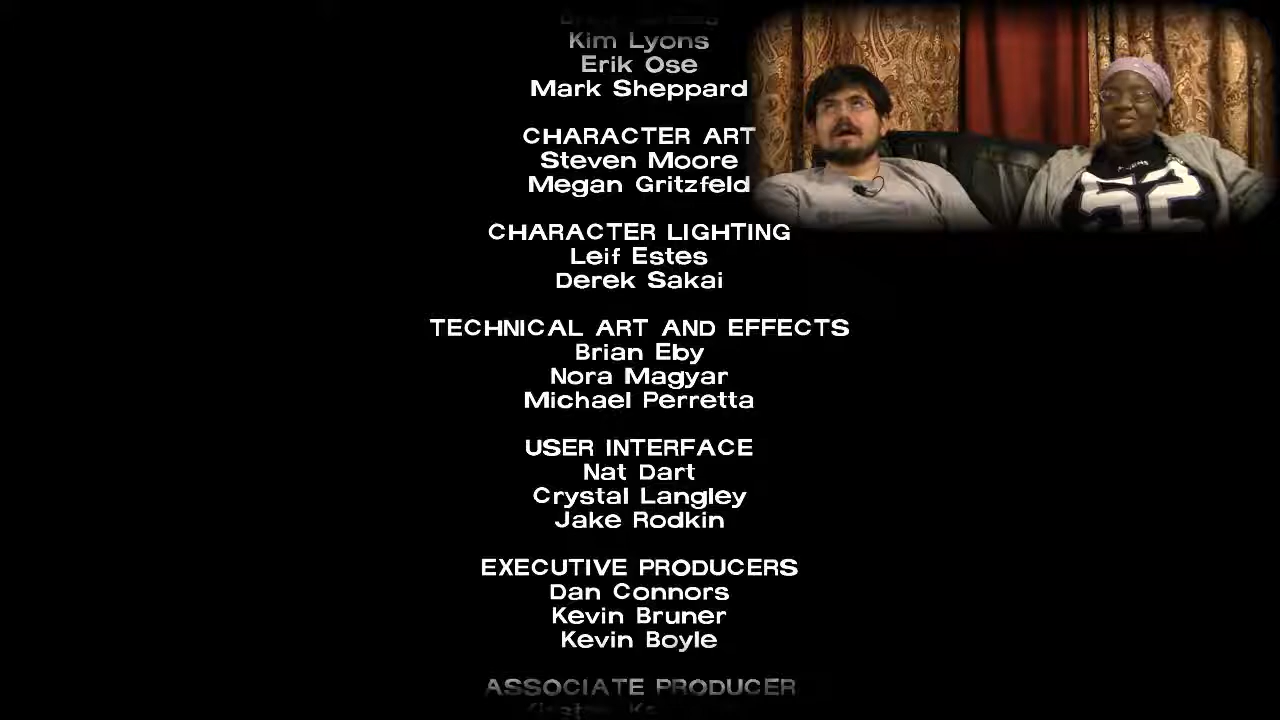 Kim Lyons
Erik Ose
Mark Sheppard
CHARACTER ART
Steven Moore
Megan Gritzfeld
CHARACTER LIGHTING
Leif Estes
Derek Sakai
TECHNICAL ART AND EFFECTS
Brian Eby
Nora Magyar
Michael Perretta
USER INTERFACE
Nat Dart
Crystal Langley
Jake Rodkin
EXECUTIVE PRODUCERS
Dan Connors
Kevin Bruner
Kevin Boyle
ASSOCIATE PRODUCER
52